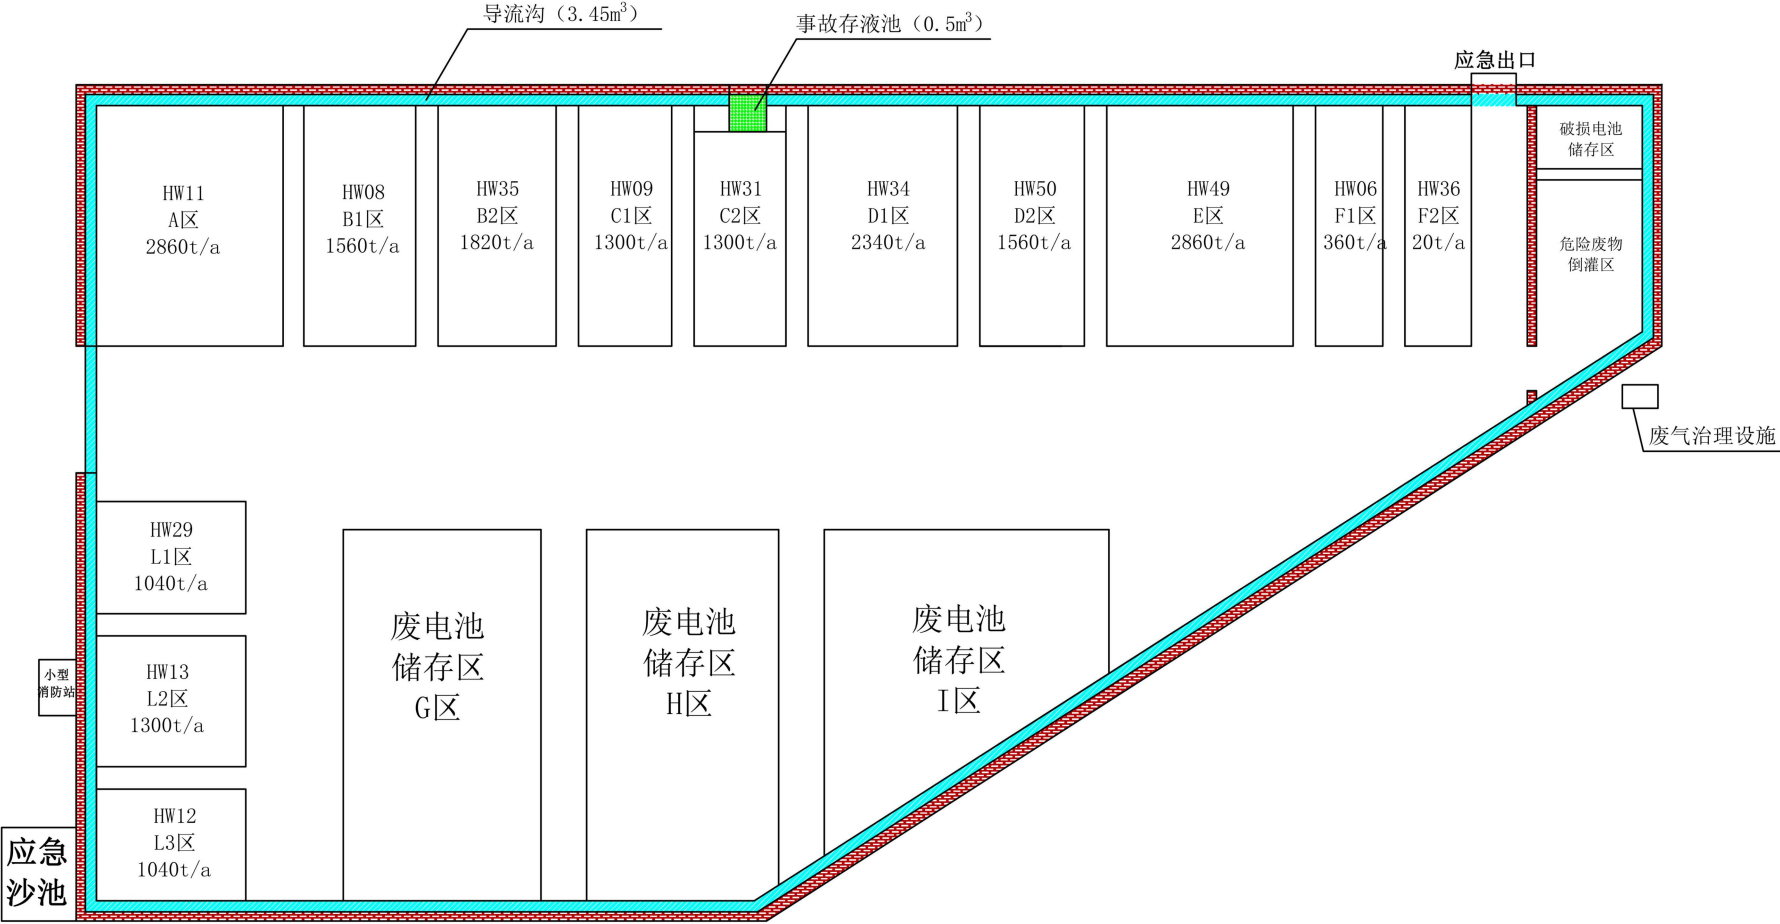 导流沟（3.45m³）
事故存液池（0.5m³）
应急出口
HW11
A区
2860t/a
HW08
B1区
1560t/a
HW35
B2区
1820t/a
HW09
C1区
1300t/a
HW31
C2区
1300t/a
HW34
D1区
2340t/a
HW50
D2区
1560t/a
HW49
E区
2860t/a
HW06
F1区
360t/a
HW36
F2区
20t/a
破损电池
储存区
危险废物
倒灌区
废气治理设施
HW29
L1区
1040t/a
HW13
L2区
1300t/a
HW12
L3区
1040t/a
小型
消防站
应急
沙池
废电池
储存区
G区
废电池
储存区
H区
废电池
储存区
I区